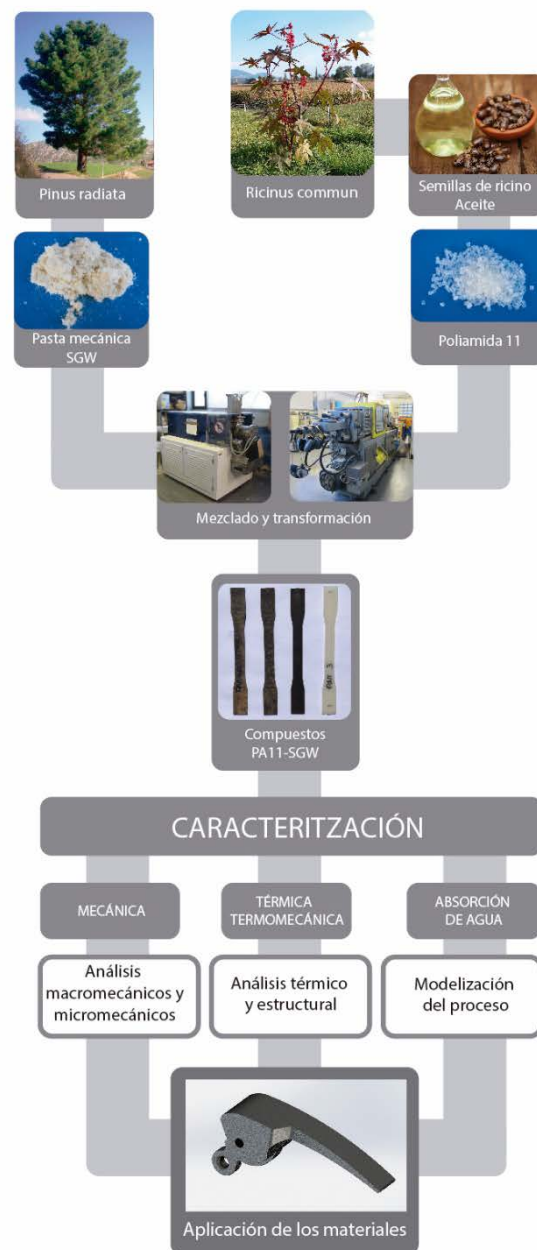 Pinus radiata
Ricinus commun
Semillas de ricino
Aceite
Pasta mecánica
SGW
Poliamida 11
Mezclado y transformación
Compuestos
PA11-SGW
CARACTERITZACIÓN
MECÁNICA
TÉRMICA
TERMOMECÁNICA
ABSORCIÓN
DE AGUA
Análisis
macromecánicos y
micromecánicos
Análisis térmico
y estructural
Modelización
del proceso
Aplicación de los materiales